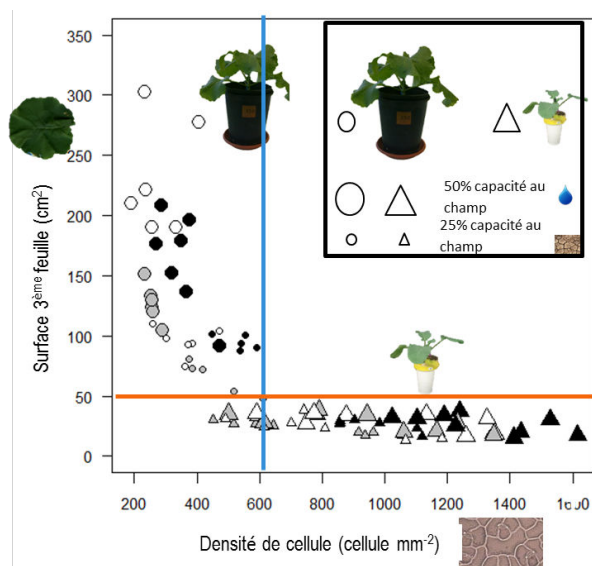 350
300
250
200
150
100
50
0
Surface 3ème feuille (cm²)
50% capacité au
champ
25% capacité au
champ
200 400 600 800 1000 1200 1400
Densité de cellule (cellule mm-2)